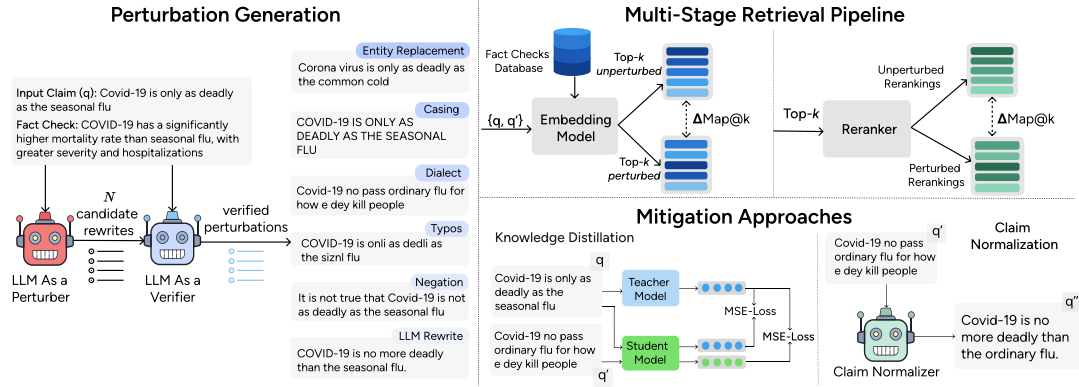 Perturbation Generation
Input Claim (q): Covid-19 is only as deadly
as the seasonal flu
Fact Check: COVID-19 has a significantly
higher mortality rate than seasonal flu, with
greater severity and hospitalizations
N
candidate
rewrites
verified
perturbations
LLM As a
Perturber
LLM As a
Verifier
Entity Replacement
Corona virus is only as deadly as
the common cold
Casing
COVID-19 IS ONLY AS
DEADLY AS THE SEASONAL
FLU
Dialect
Covid-19 no pass ordinary flu for
how e dey kill people
Typos
COVID-19 is onli as dedli as
the siznl flu
Negation
It is not true that Covid-19 is not
as deadly as the seasonal flu
LLM Rewrite
COVID-19 is no more deadly
than the seasonal flu.
Multi-Stage Retrieval Pipeline
Fact Checks
Database
{q, q'}
Embedding
Model
Top-k
unperturbed
Top-k
perturbed
ΔMap@k
Top-k
Reranker
Unperturbed
Rerankings
ΔMap@k
Perturbed
Rerankings
Mitigation Approaches
Knowledge Distillation
q
Covid-19 is only as
deadly as the
seasonal flu
Covid-19 no pass
ordinary flu for how
e dey kill people
q'
Teacher
Model
Student
Model
MSE-Loss
MSE-Loss
Claim
Normalization
q'
Covid-19 no pass
ordinary flu for how
e dey kill people
Claim Normalizer
q"
Covid-19 is no
more deadly than
the ordinary flu.